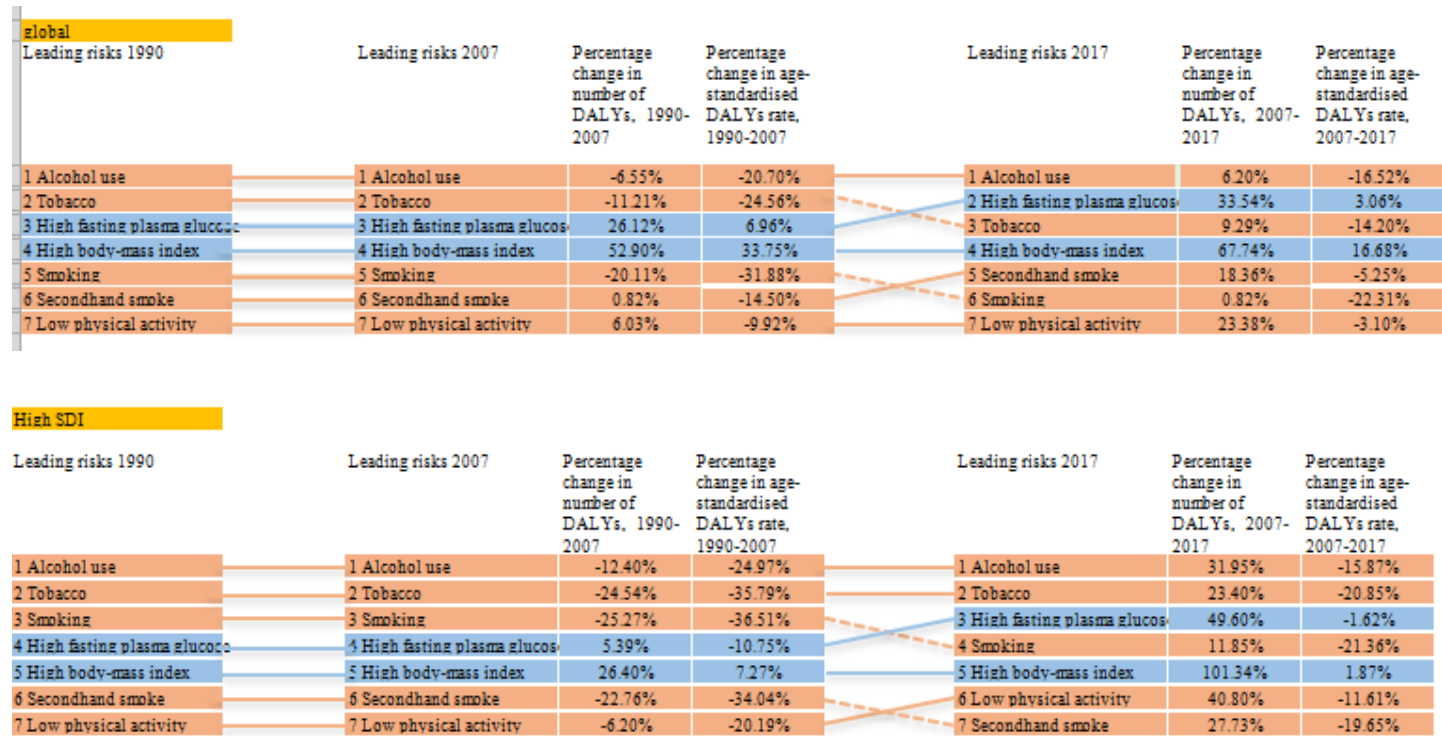 global
Leading risks 1990 Leading risks 2007 Percentage Percentage Leading risks 2017 Percentage Percentage
change in change in age- change in change in age-
number of standardised number of standardised
DALYs, 1990- DALYs rate, DALYs, 2007- DALYs rate,
2007 1990-2007 2017 2007-2017
1 Alcohol use 1 Alcohol use -6.55% -20.70% 1 Alcohol use 6.20% -16.52%
2 Tobacco 2 Tobacco -11.21% -24.56% 2 High fasting plasma glucos 33.54% 3.06%
3 High fasting plasma glucose 3 High fasting plasma glucos 26.12% 6.96% 3 Tobacco 9.29% -14.20%
4 High body-mass index 4 High body-mass index 52.90% 33.75% 4 High body-mass index 67.74% 16.68%
5 Smoking 5 Smoking -20.11% -31.88% 5 Secondhand smoke 18.36% -5.25%
6 Secondhand smoke 6 Secondhand smoke 0.82% -14.50% 6 Smoking 0.82% -22.31%
7 Low physical activity 7 Low physical activity 6.03% -9.92% 7 Low physical activity 23.38% -3.10%
High SDI
Leading risks 1990 Leading risks 2007 Percentage Percentage Leading risks 2017 Percentage Percentage
change in change in age- change in change in age-
number of standardised number of standardised
DALYs, 1990- DALYs rate, DALYs, 2007- DALYs rate,
2007 1990-2007 2017 2007-2017
1 Alcohol use 1 Alcohol use -12.40% -24.97% 1 Alcohol use 31.95% -15.87%
2 Tobacco 2 Tobacco -24.54% -35.79% 2 Tobacco 23.40% -20.85%
3 Smoking 3 Smoking -25.27% -36.51% 3 High fasting plasma glucos 49.60% -1.62%
4 High fasting plasma glucose 4 High fasting plasma glucos 5.39% -10.75% 4 Smoking 11.85% -21.36%
5 High body-mass index 5 High body-mass index 26.40% 7.27% 5 High body-mass index 101.34% 1.87%
6 Secondhand smoke 6 Secondhand smoke -22.76% -34.04% 6 Low physical activity 40.80% -11.61%
7 Low physical activity 7 Low physical activity -6.20% -20.19% 7 Secondhand smoke 27.73% -19.65%